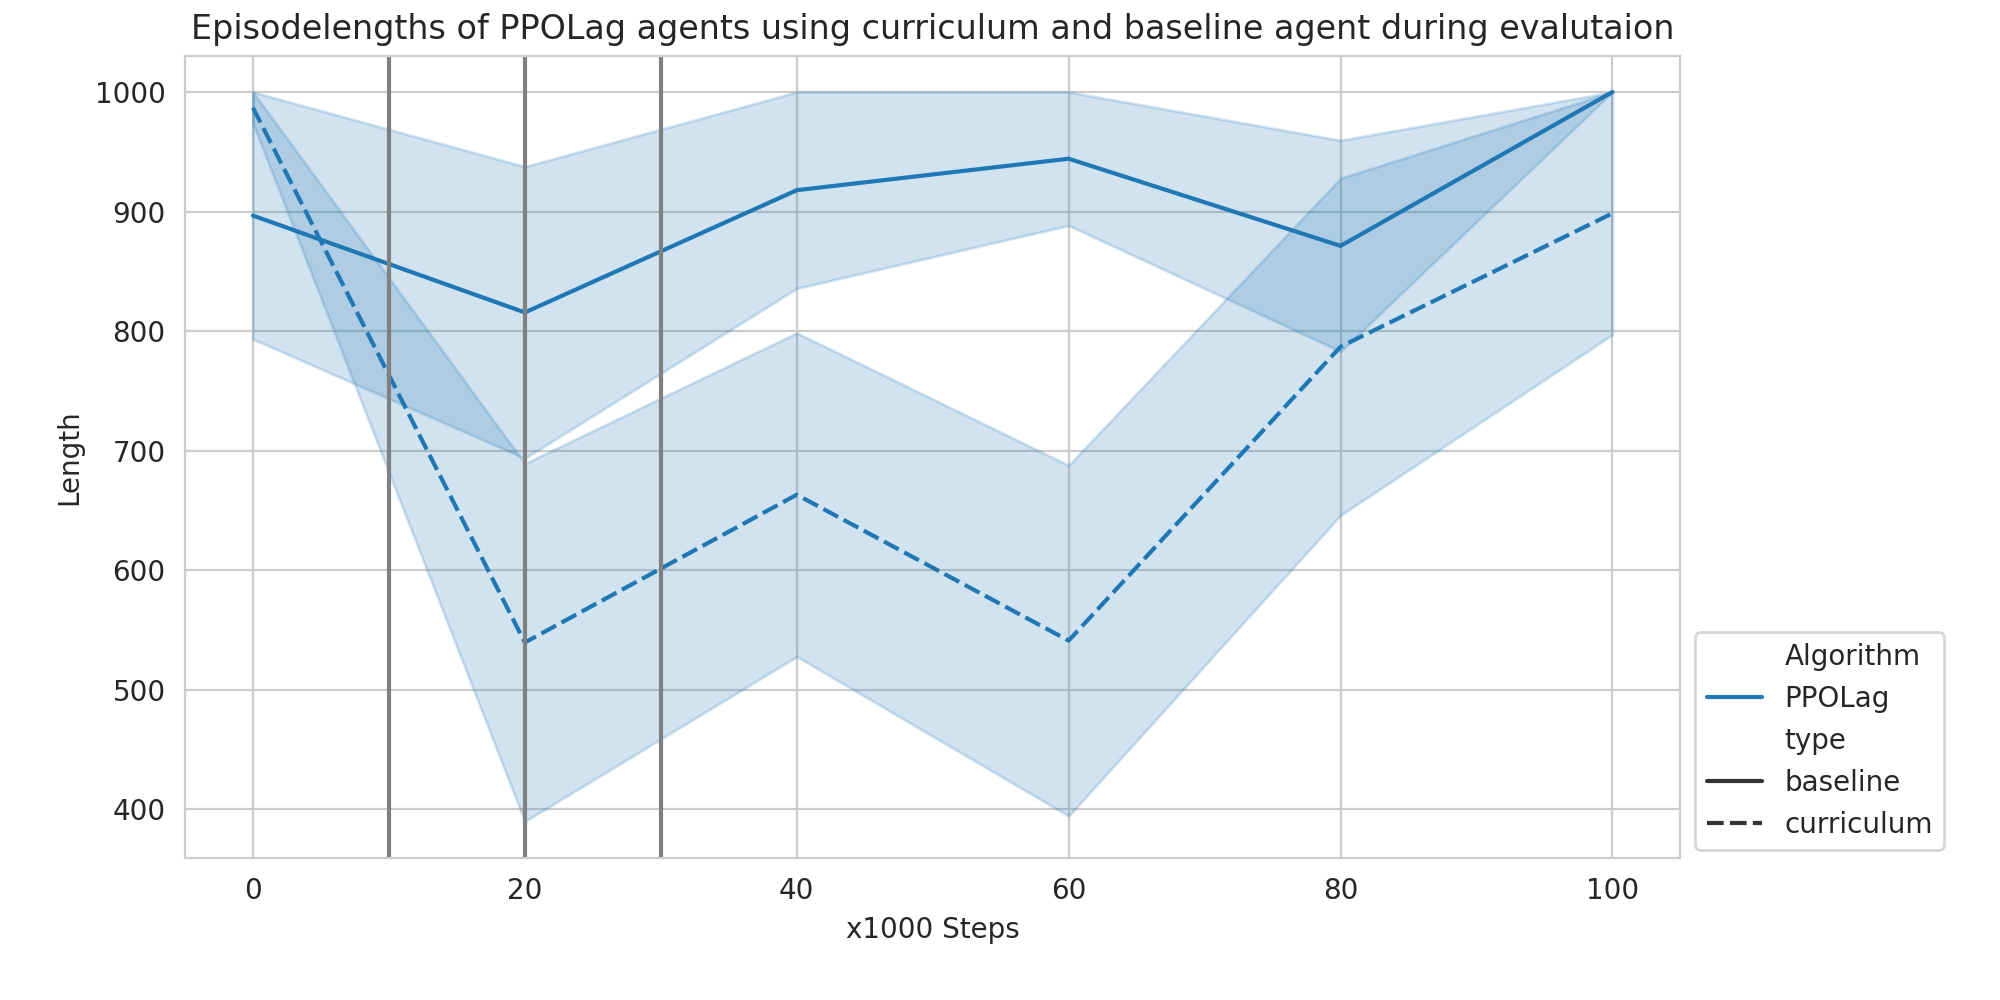 Episodelengths of PPOLag agents using curriculum and baseline agent during evalutaion
1000
900
800
700
600
500
400
Length
0 20 40 60 80 100
x1000 Steps
Algorithm
PPOLag
type
baseline
curriculum